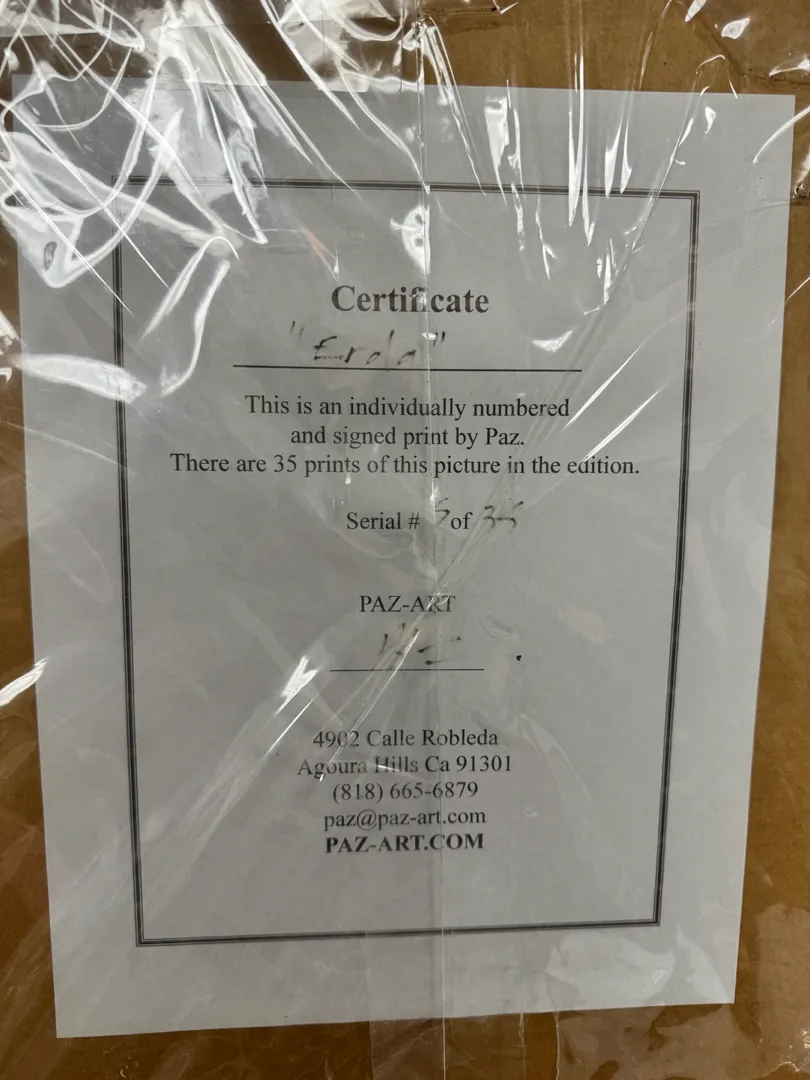 Certificate
"Erda"
This is an individually numbered
and signed print by Paz.
There are 35 prints of this picture in the edition.
Serial # 5 of 35
PAZ-ART
4902 Calle Robleda
Agoura Hills Ca 91301
(818) 665-6879
paz@paz-art.com
PAZ-ART.COM